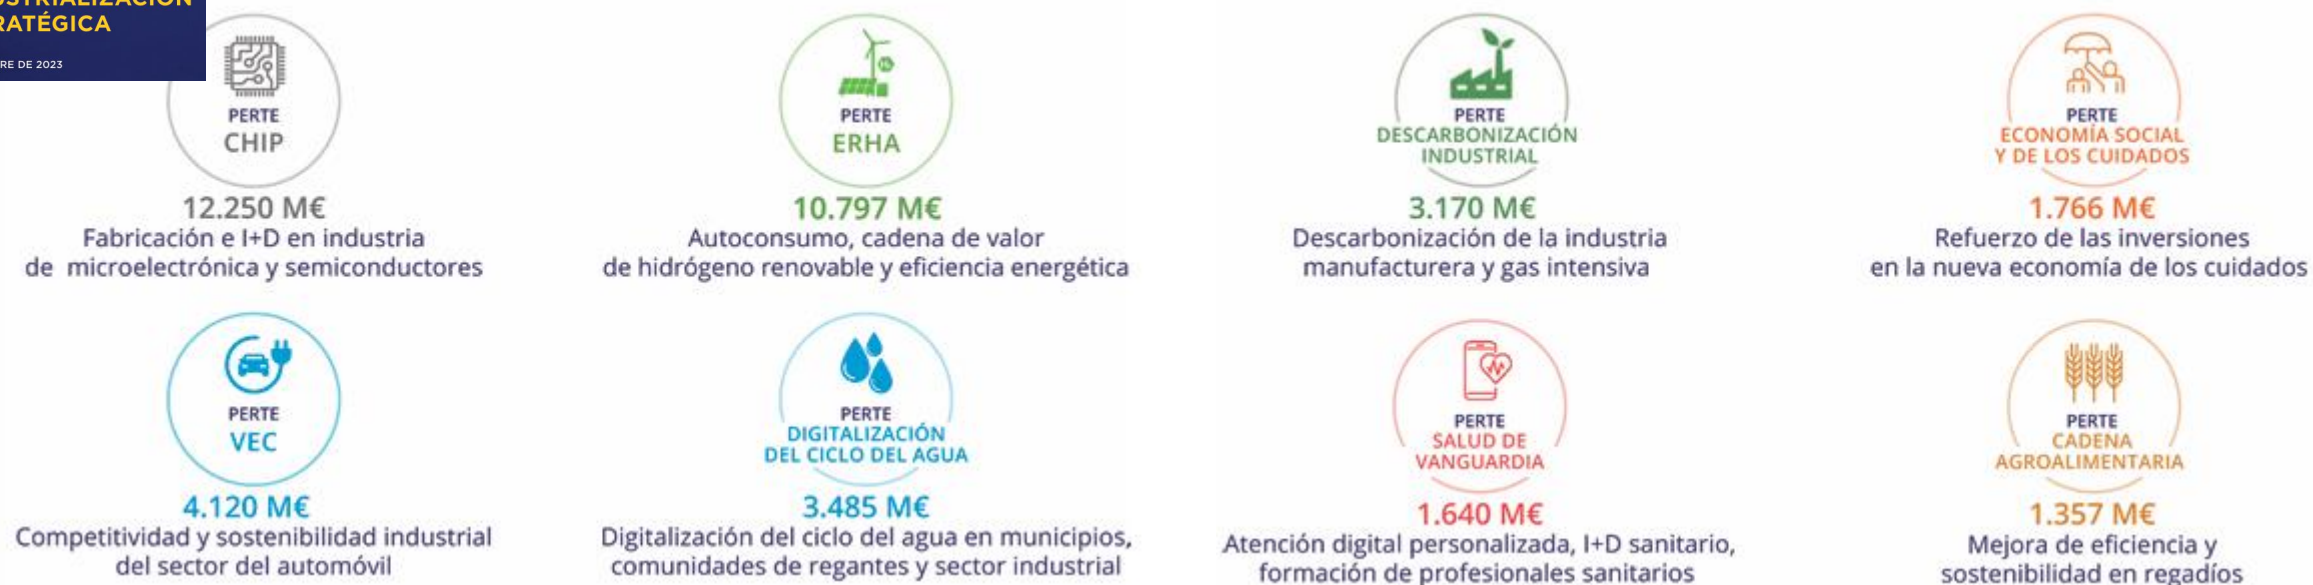 RATÉGICA
RE DE 2023
PERTE
CHIP
12.250 M€
Fabricación e I+D en industria
de microelectrónica y semiconductores
PERTE
ERHA
10.797 M€
Autoconsumo, cadena de valor
de hidrógeno renovable y eficiencia energética
PERTE
DESCARBONIZACIÓN
INDUSTRIAL
3.170 M€
Descarbonización de la industria
manufacturera y gas intensiva
PERTE
ECONOMÍA SOCIAL
Y DE LOS CUIDADOS
1.766 M€
Refuerzo de las inversiones
en la nueva economía de los cuidados
PERTE
VEC
4.120 M€
Competitividad y sostenibilidad industrial
del sector del automóvil
PERTE
DIGITALIZACIÓN
DEL CICLO DEL AGUA
3.485 M€
Digitalización del ciclo del agua en municipios,
comunidades de regantes y sector industrial
PERTE
SALUD DE
VANGUARDIA
1.640 M€
Atención digital personalizada, I+D sanitario,
formación de profesionales sanitarios
PERTE
CADENA
AGROALIMENTARIA
1.357 M€
Mejora de eficiencia y
sostenibilidad en regadíos